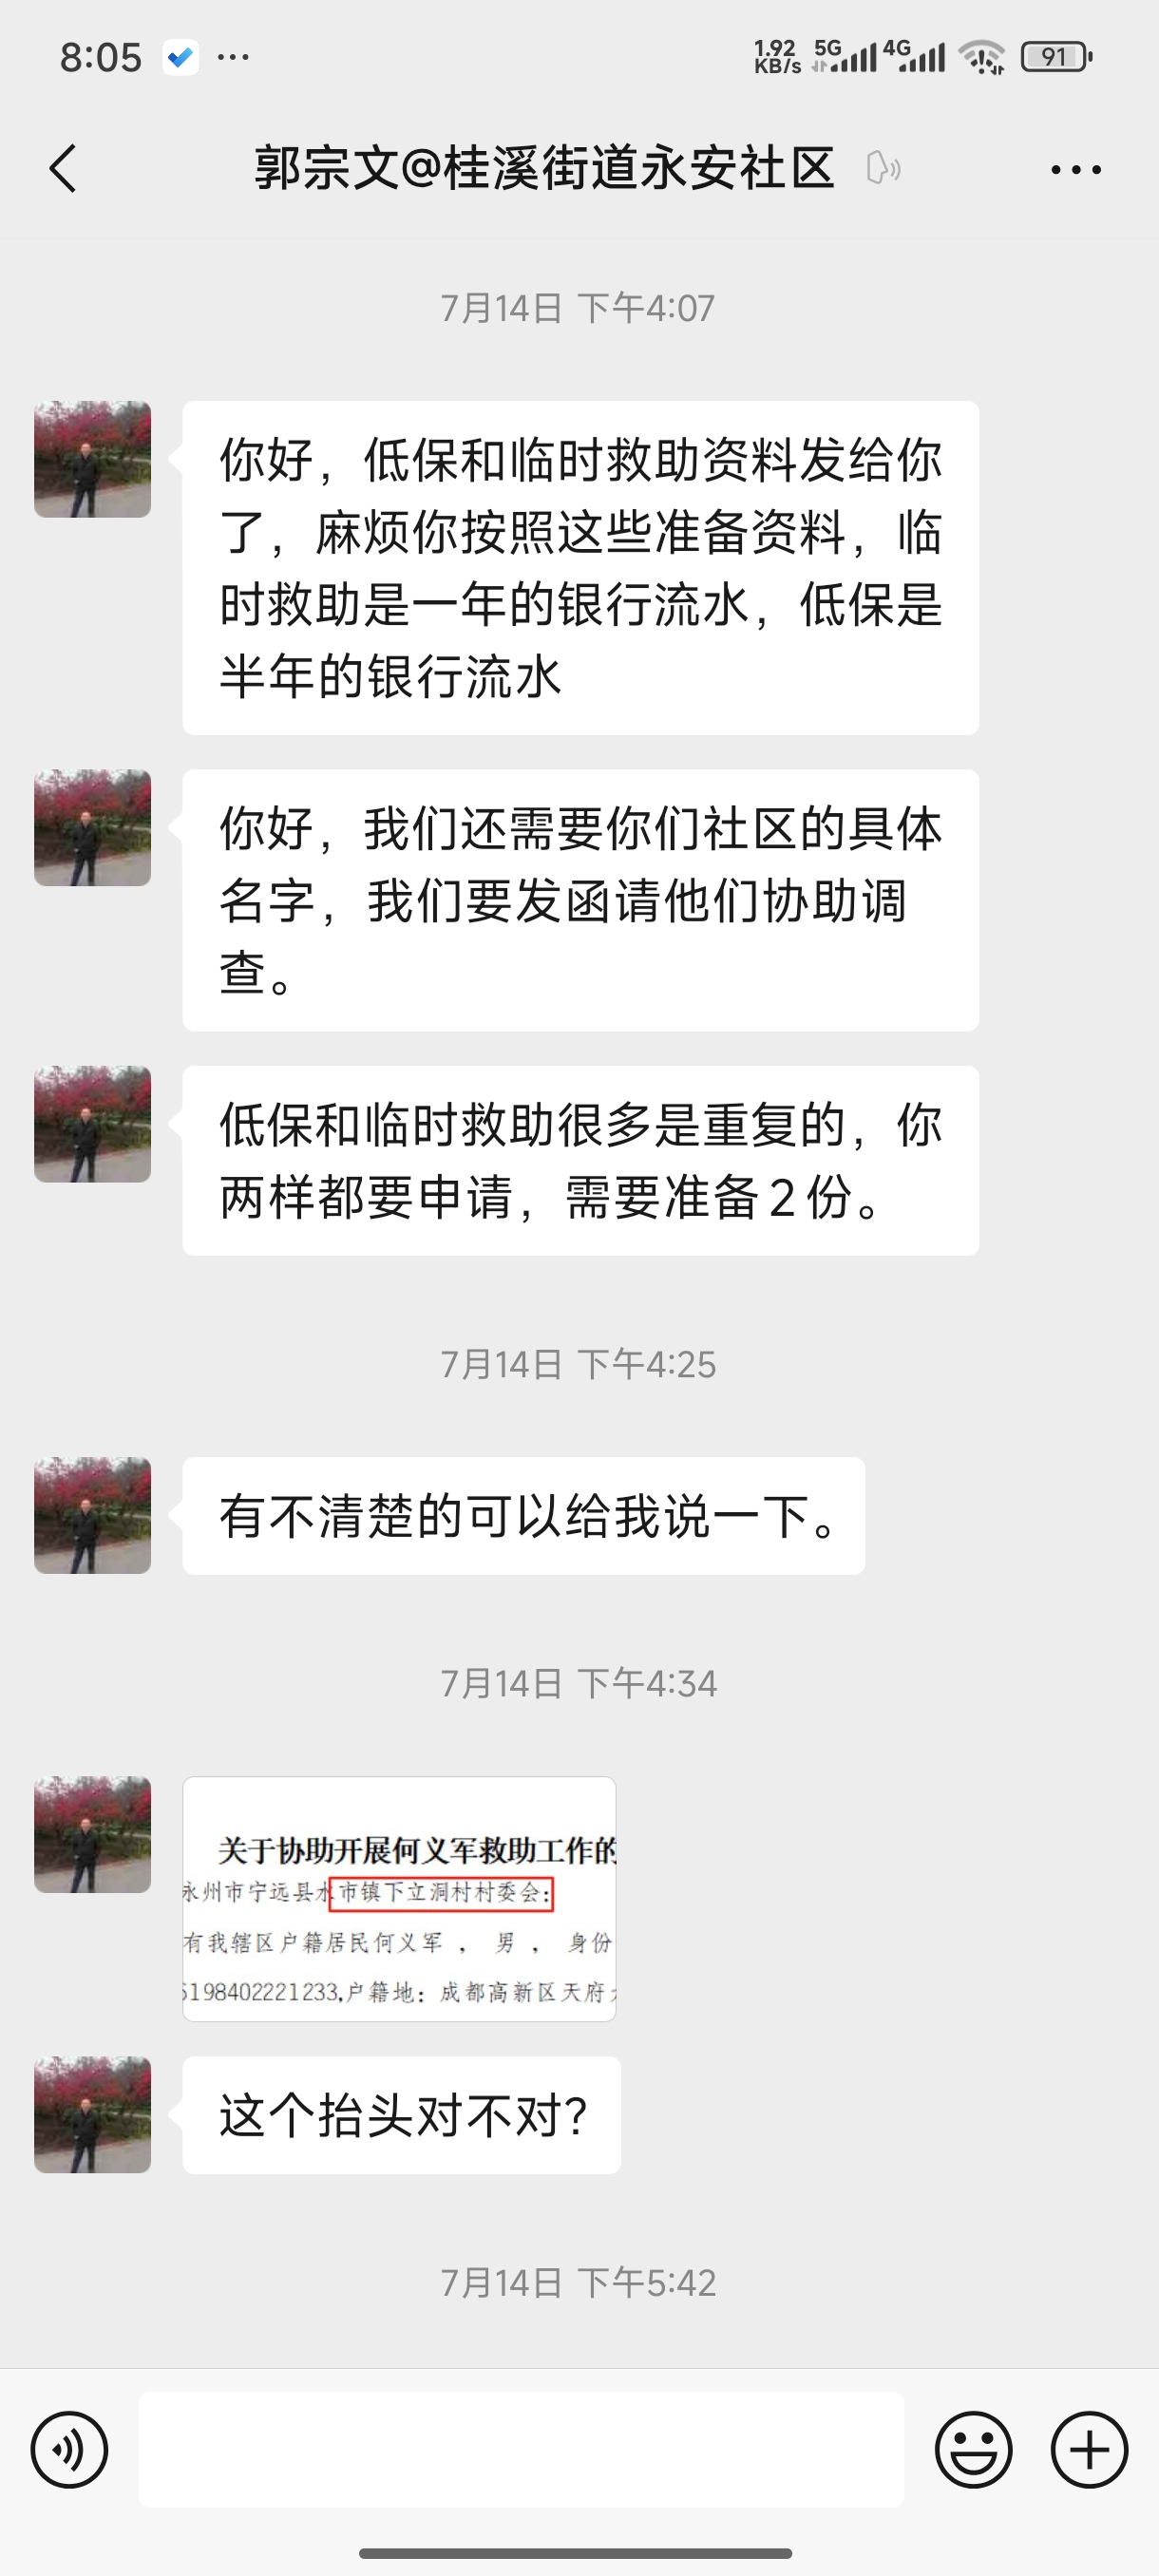 8:05
1.92
KB/s
5G
4G
91
郭宗文@桂溪街道永安社区
7月14日 下午4:07
你好，低保和临时救助资料发给你
了，麻烦你按照这些准备资料，临
时救助是一年的银行流水，低保是
半年的银行流水
你好，我们还需要你们社区的具体
名字，我们要发函请他们协助调
查。
低保和临时救助很多是重复的，你
两样都要申请，需要准备2份。
7月14日 下午4:25
有不清楚的可以给我说一下。
7月14日 下午4:34
关于协助开展何义军救助工作的
永州市宁远县水市镇下立洞村村委会：
有我辖区户籍居民何义军，男，身份
198402221233,户籍地：成都高新区天府
这个抬头对不对？
7月14日 下午5:42